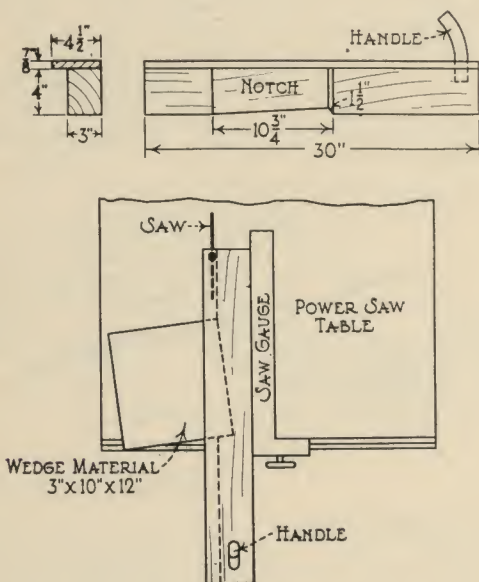 4 1/2"
7/8"
4"
3"
HANDLE
NOTCH
1 1/2"
10 3/4"
30"
SAW
SAW GAUGE
POWER SAW
TABLE
WEDGE MATERIAL
3"x10"x12"
HANDLE